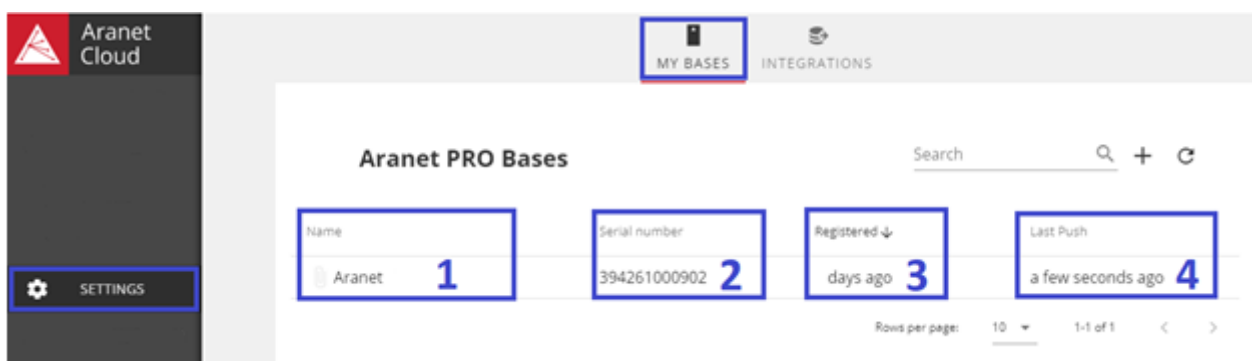 Aranet
Cloud
MY BASES
INTEGRATIONS
Aranet PRO Bases
Search
Name
Serial number
Registered
Last Push
Aranet
1
394261000902
2
days ago
3
a few seconds ago
4
SETTINGS
Rows per page:
10
1-1 of 1